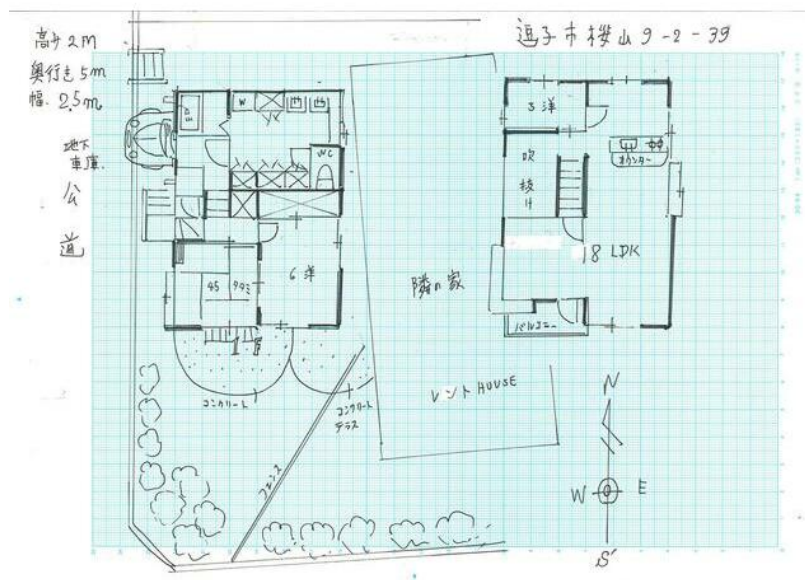 逗子市桜山 9-2-39
高サ 2M
奥行き 5m
幅. 2.5m
地下
車庫.
公
道
W
WC
3 洋
カウンター
吹
抜
け
6 洋
4.5 タタミ
18 LDK
隣の家
バルコニー
1F
コンクリート
コンクリート
テラス
フェンス
レント HOUSE
N
W
E
S